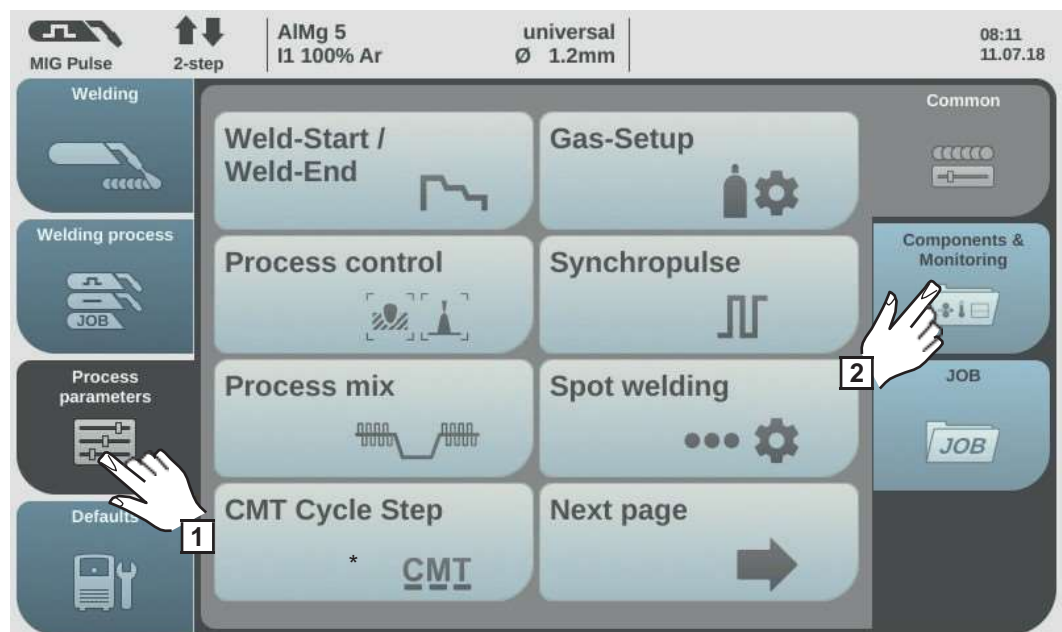 MIG Pulse
2-step
AlMg 5
I1 100% Ar
universal
Ø 1.2mm
08:11
11.07.18
Welding
Welding process
JOB
Process
parameters
1
Defaults
Weld-Start /
Weld-End
Gas-Setup
Process control
Synchropulse
Process mix
Spot welding
CMT Cycle Step
* CMT
Next page
Common
Components &
Monitoring
2
JOB
JOB